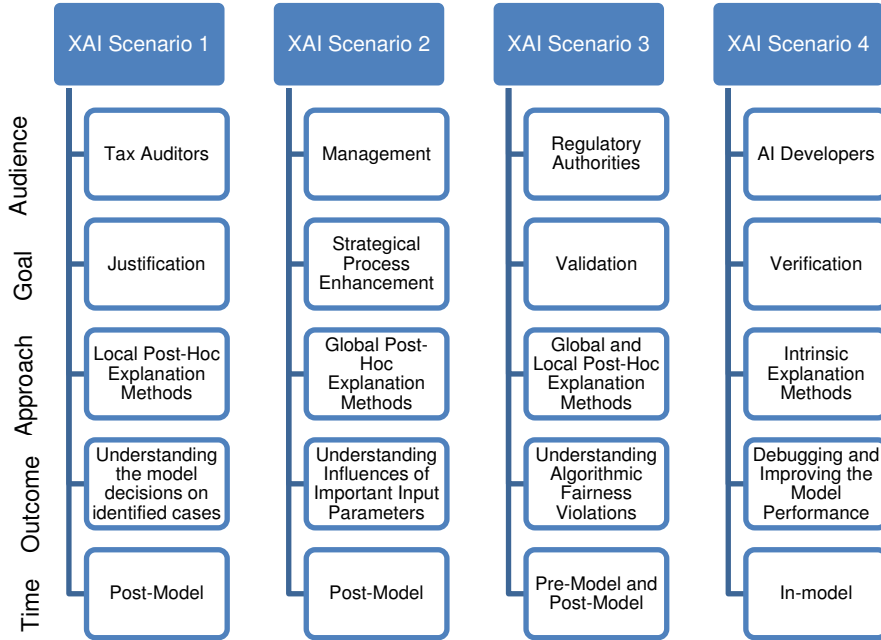 XAI Scenario 1
XAI Scenario 2
XAI Scenario 3
XAI Scenario 4
Audience
Tax Auditors
Management
Regulatory
Authorities
AI Developers
Goal
Justification
Strategical
Process
Enhancement
Validation
Verification
Approach
Local Post-Hoc
Explanation
Methods
Global Post-
Hoc
Explanation
Methods
Global and
Local Post-Hoc
Explanation
Methods
Intrinsic
Explanation
Methods
Outcome
Understanding
the model
decisions on
identified cases
Understanding
Influences of
Important Input
Parameters
Understanding
Algorithmic
Fairness
Violations
Debugging and
Improving the
Model
Performance
Time
Post-Model
Post-Model
Pre-Model and
Post-Model
In-model